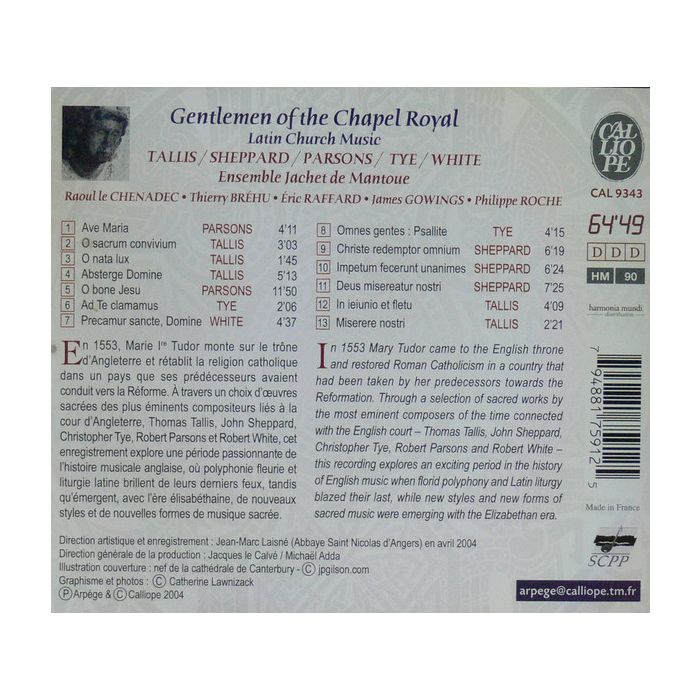 Gentlemen of the Chapel Royal
Latin Church Music
TALLIS / SHEPPARD / PARSONS / TYE / WHITE
Ensemble Jachet de Mantoue
Raoul le CHENADEC • Thierry BRÉHU • Éric RAFFARD • James GOWINGS • Philippe ROCHE
CALLIOPE
CAL 9343
64'49
D D D
HM 90
harmonia mundi
distribution
1 Ave Maria PARSONS 4'11
2 O sacrum convivium TALLIS 3'03
3 O nata lux TALLIS 1'45
4 Absterge Domine TALLIS 5'13
5 O bone Jesu PARSONS 11'50
6 Ad Te clamamus TYE 2'06
7 Precamur sancte, Domine WHITE 4'37
8 Omnes gentes : Psallite TYE 4'15
9 Christe redemptor omnium SHEPPARD 6'19
10 Impetum fecerunt unanimes SHEPPARD 6'24
11 Deus misereatur nostri SHEPPARD 7'25
12 In ieiunio et fletu TALLIS 4'09
13 Miserere nostri TALLIS 2'21
En 1553, Marie Ire Tudor monte sur le trône
d'Angleterre et rétablit la religion catholique
dans un pays que ses prédécesseurs avaient
conduit vers la Réforme. À travers un choix d'œuvres
sacrées des plus éminents compositeurs liés à la
cour d'Angleterre, Thomas Tallis, John Sheppard,
Christopher Tye, Robert Parsons et Robert White, cet
enregistrement explore une période passionnante de
l'histoire musicale anglaise, où polyphonie fleurie et
liturgie latine brillent de leurs derniers feux, tandis
qu'émergent, avec l'ère élisabéthaine, de nouveaux
styles et de nouvelles formes de musique sacrée.
In 1553 Mary Tudor came to the English throne
and restored Roman Catholicism in a country that
had been taken by her predecessors towards the
Reformation. Through a selection of sacred works by
the most eminent composers of the time connected
with the English court – Thomas Tallis, John Sheppard,
Christopher Tye, Robert Parsons and Robert White –
this recording explores an exciting period in the history
of English music when florid polyphony and Latin liturgy
blazed their last, while new styles and new forms of
sacred music were emerging with the Elizabethan era.
7 94881 75912 5
Made in France
SCPP
Direction artistique et enregistrement : Jean-Marc Laisné (Abbaye Saint Nicolas d'Angers) en avril 2004
Direction générale de la production : Jacques le Calvé / Michaël Adda
Illustration couverture : nef de la cathédrale de Canterbury - © jpgilson.com
Graphisme et photos : © Catherine Lawnizack
℗ Arpège & © Calliope 2004
arpege@calliope.tm.fr